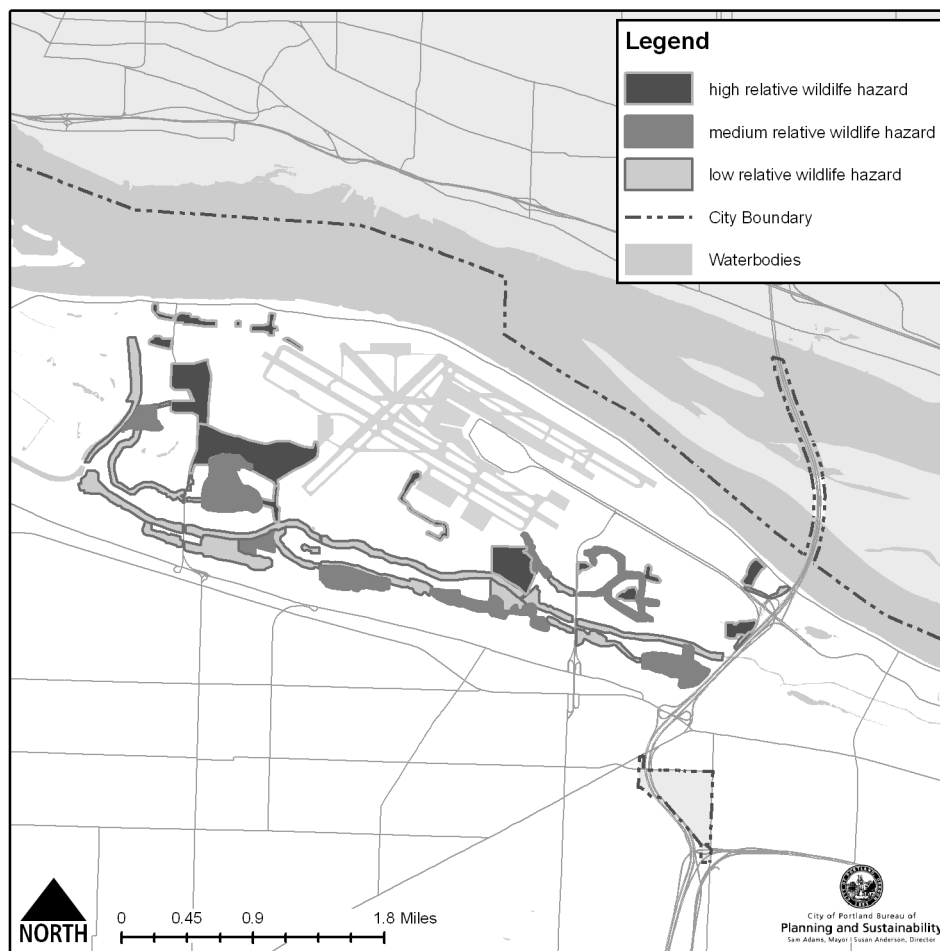 Legend
high relative wildilfe hazard
medium relative wildlife hazard
low relative wildlife hazard
City Boundary
Waterbodies
NORTH
0 0.45 0.9 1.8 Miles
City of Portland Bureau of
Planning and Sustainability
Sam Adams, Mayor | Susan Anderson, Director